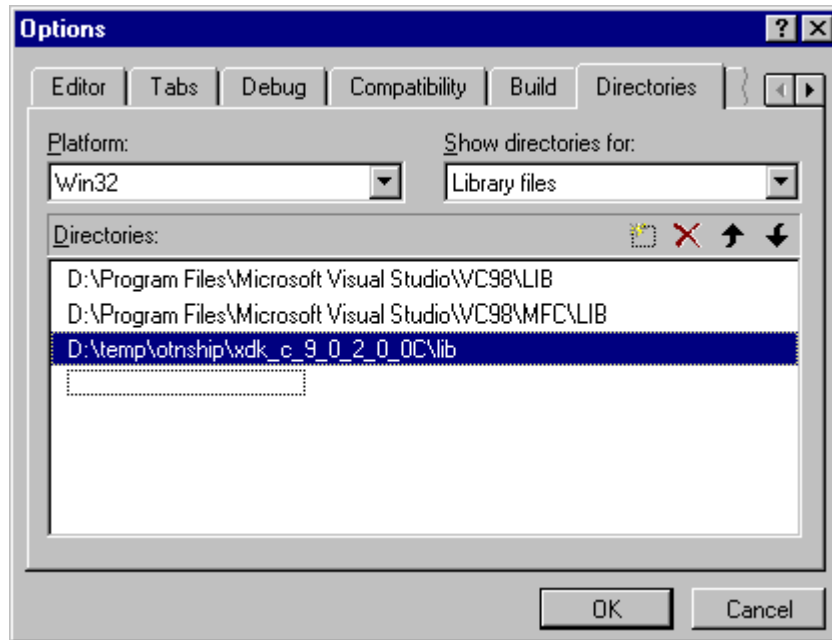 Options
Editor Tabs Debug Compatibility Build Directories
Platform: Show directories for:
Win32 Library files
Directories:
D:\Program Files\Microsoft Visual Studio\VC98\LIB
D:\Program Files\Microsoft Visual Studio\VC98\MFC\LIB
D:\temp\otnship\xdk_c_9_0_2_0_0C\lib
OK Cancel